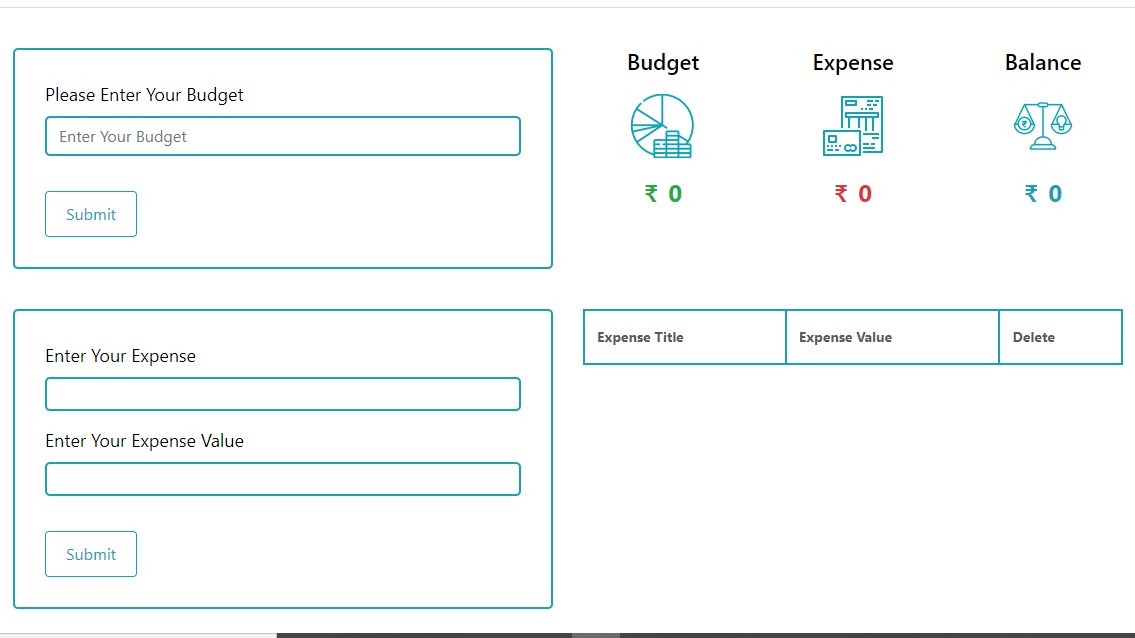 Please Enter Your Budget
Enter Your Budget
Submit
Budget Expense Balance
₹ 0 ₹ 0 ₹ 0
Enter Your Expense
Enter Your Expense Value
Submit
Expense Title Expense Value Delete